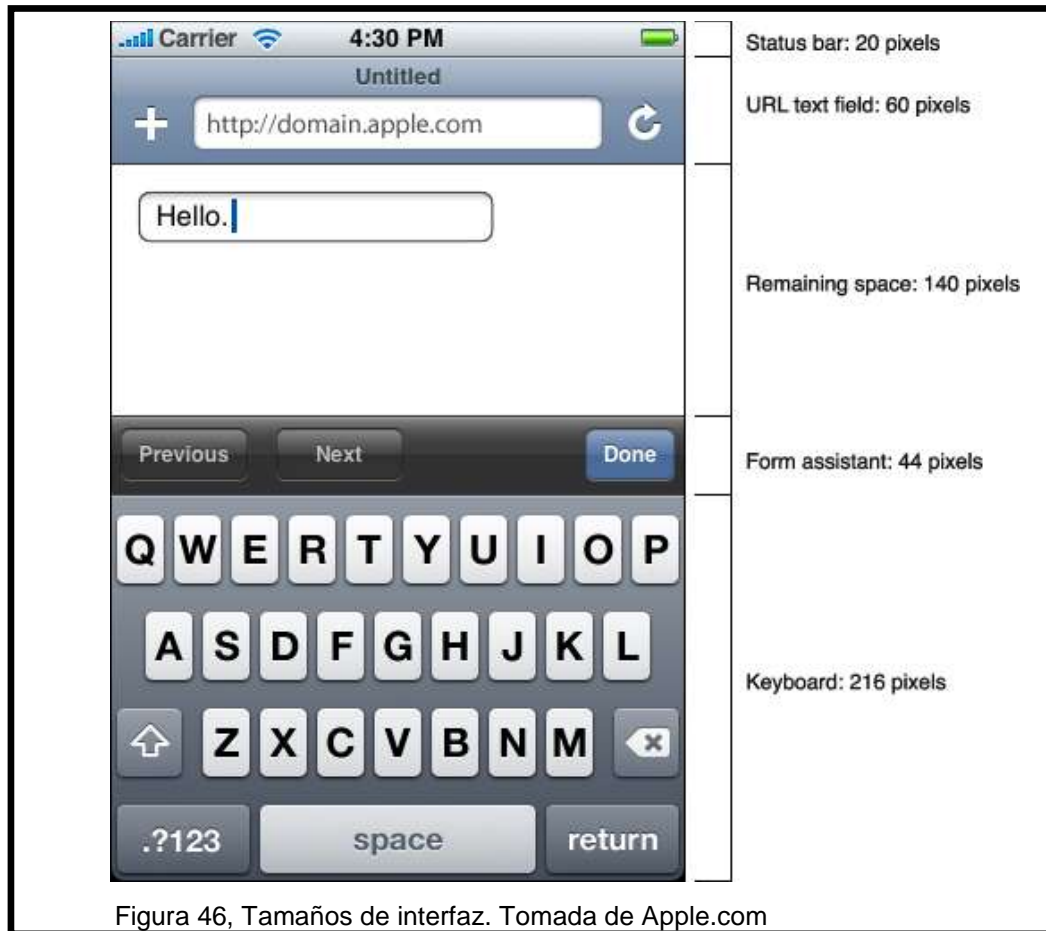 Carrier 4:30 PM
Status bar: 20 pixels
Untitled
http://domain.apple.com
URL text field: 60 pixels
Hello.
Remaining space: 140 pixels
Previous Next Done
Form assistant: 44 pixels
Q W E R T Y U I O P
A S D F G H J K L
Keyboard: 216 pixels
Z X C V B N M
.?123 space return
Figura 46, Tamaños de interfaz. Tomada de Apple.com